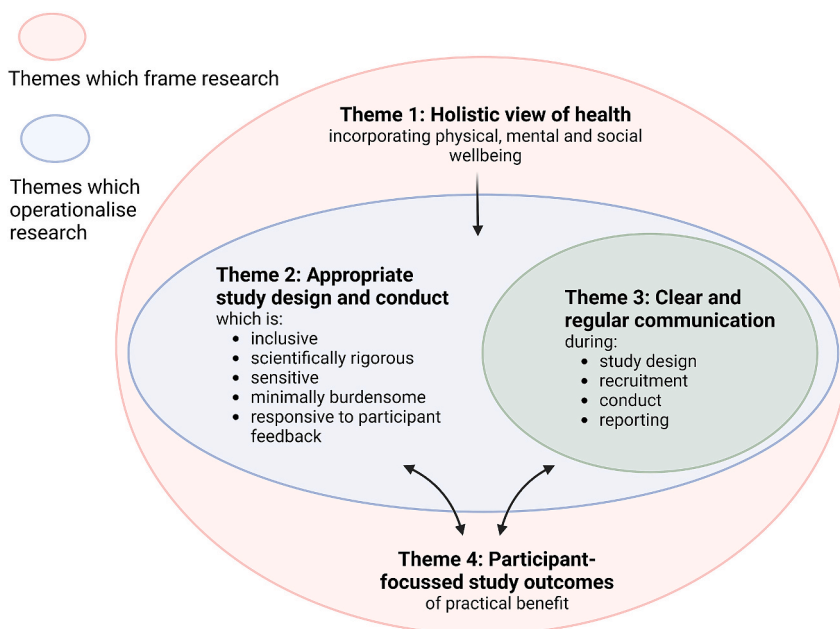 Themes which frame research
Themes which
operationalise
research
Theme 1: Holistic view of health
incorporating physical, mental and social
wellbeing
Theme 2: Appropriate
study design and conduct
which is:
• inclusive
• scientifically rigorous
• sensitive
• minimally burdensome
• responsive to participant
feedback
Theme 3: Clear and
regular communication
during:
• study design
• recruitment
• conduct
• reporting
Theme 4: Participant-
focussed study outcomes
of practical benefit